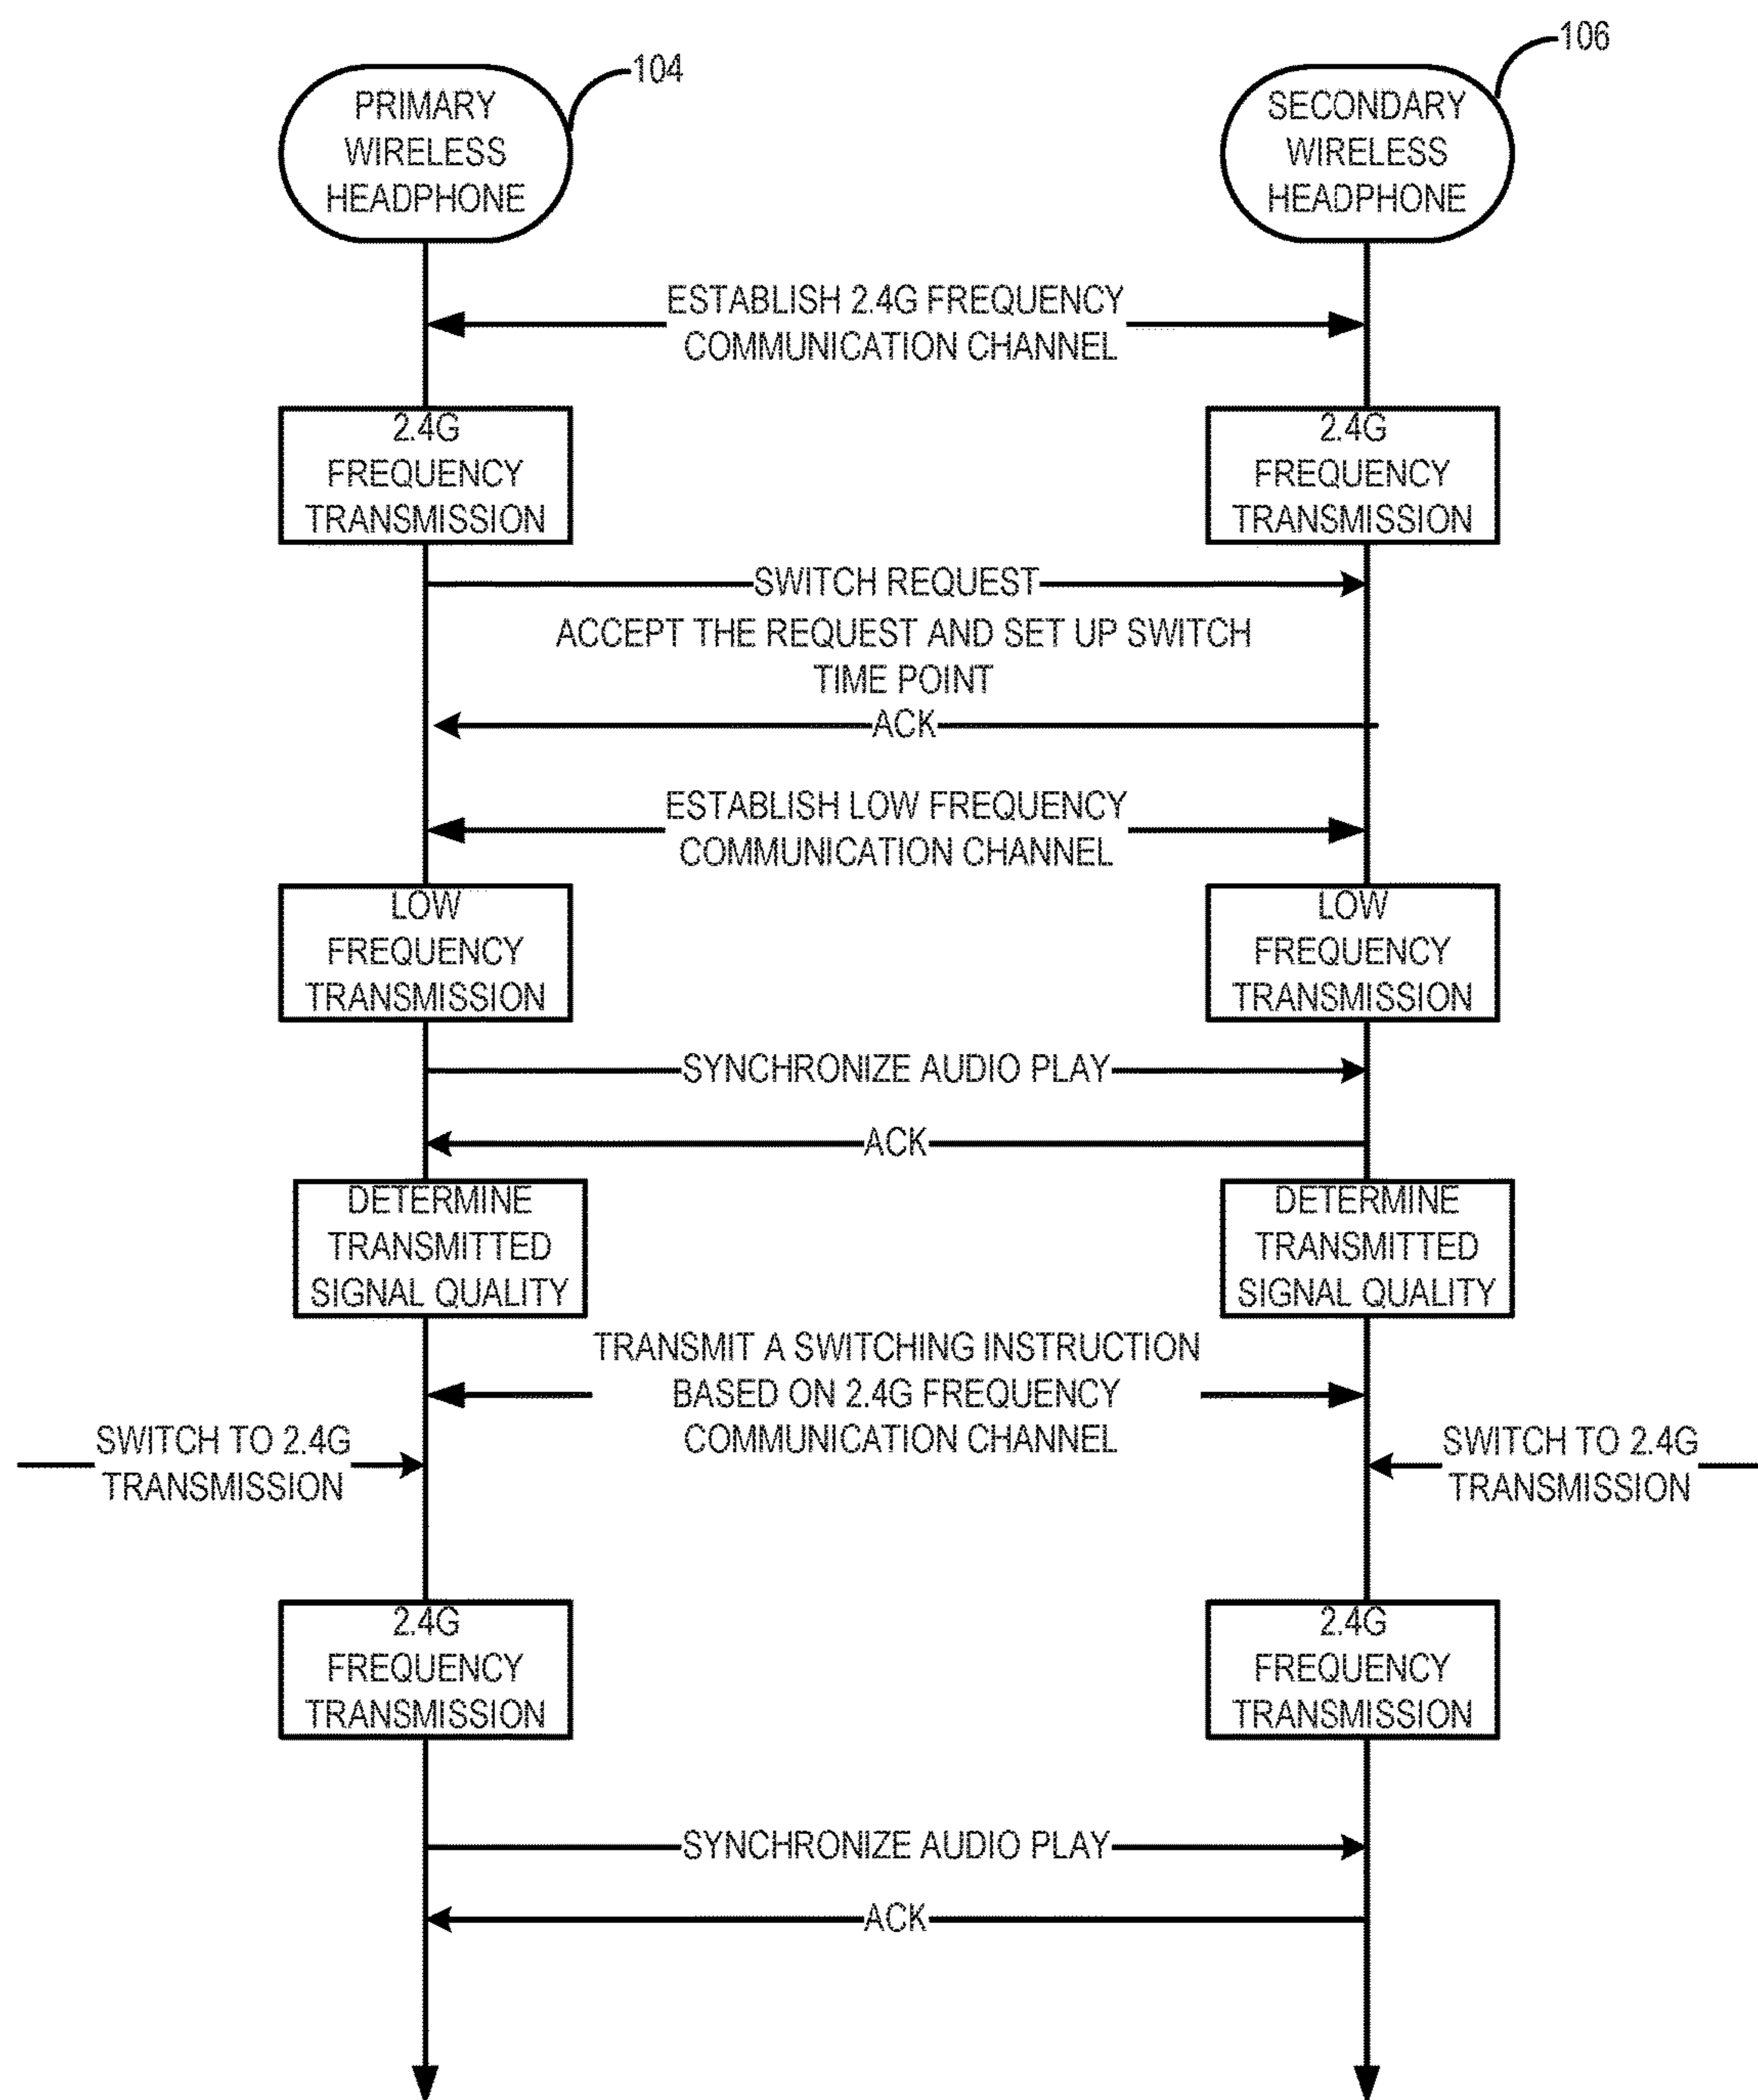 104
106
PRIMARY
WIRELESS
HEADPHONE
SECONDARY
WIRELESS
HEADPHONE
ESTABLISH 2.4G FREQUENCY
COMMUNICATION CHANNEL
2.4G
FREQUENCY
TRANSMISSION
2.4G
FREQUENCY
TRANSMISSION
SWITCH REQUEST
ACCEPT THE REQUEST AND SET UP SWITCH
TIME POINT
ACK
ESTABLISH LOW FREQUENCY
COMMUNICATION CHANNEL
LOW
FREQUENCY
TRANSMISSION
LOW
FREQUENCY
TRANSMISSION
SYNCHRONIZE AUDIO PLAY
ACK
DETERMINE
TRANSMITTED
SIGNAL QUALITY
DETERMINE
TRANSMITTED
SIGNAL QUALITY
TRANSMIT A SWITCHING INSTRUCTION
BASED ON 2.4G FREQUENCY
COMMUNICATION CHANNEL
SWITCH TO 2.4G
TRANSMISSION
SWITCH TO 2.4G
TRANSMISSION
2.4G
FREQUENCY
TRANSMISSION
2.4G
FREQUENCY
TRANSMISSION
SYNCHRONIZE AUDIO PLAY
ACK